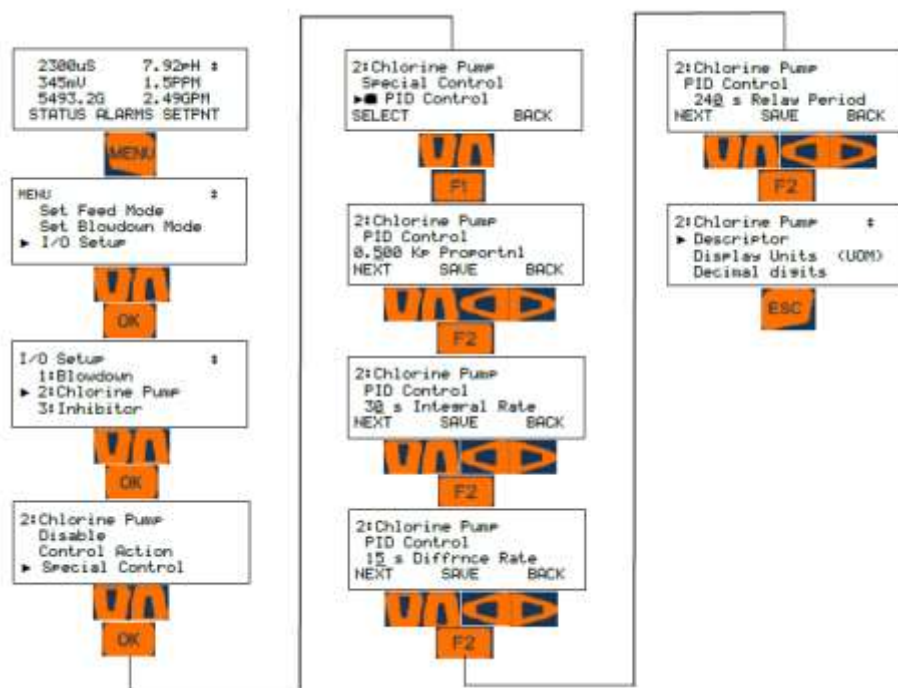 2300uS 7.92pH ↕
345mV 1.5PPM
5493.2G 2.49GPM
STATUS ALARMS SETPNT
MENU
MENU ↕
Set Feed Mode
Set Blowdown Mode
► I/O Setup
OK
I/O Setup ↕
1:Blowdown
► 2:Chlorine Pump
3:Inhibitor
OK
2:Chlorine Pump
Disable
Control Action
► Special Control
OK
2:Chlorine Pump
Special Control
►■ PID Control
SELECT BACK
F1
2:Chlorine Pump
PID Control
0.500 Kp Proportnl
NEXT SAVE BACK
F2
2:Chlorine Pump
PID Control
30 s Integral Rate
NEXT SAVE BACK
F2
2:Chlorine Pump
PID Control
15 s Diffrnce Rate
NEXT SAVE BACK
F2
2:Chlorine Pump
PID Control
240 s Relay Period
NEXT SAVE BACK
F2
2:Chlorine Pump ↕
► Descriptor
Display Units (UOM)
Decimal digits
ESC